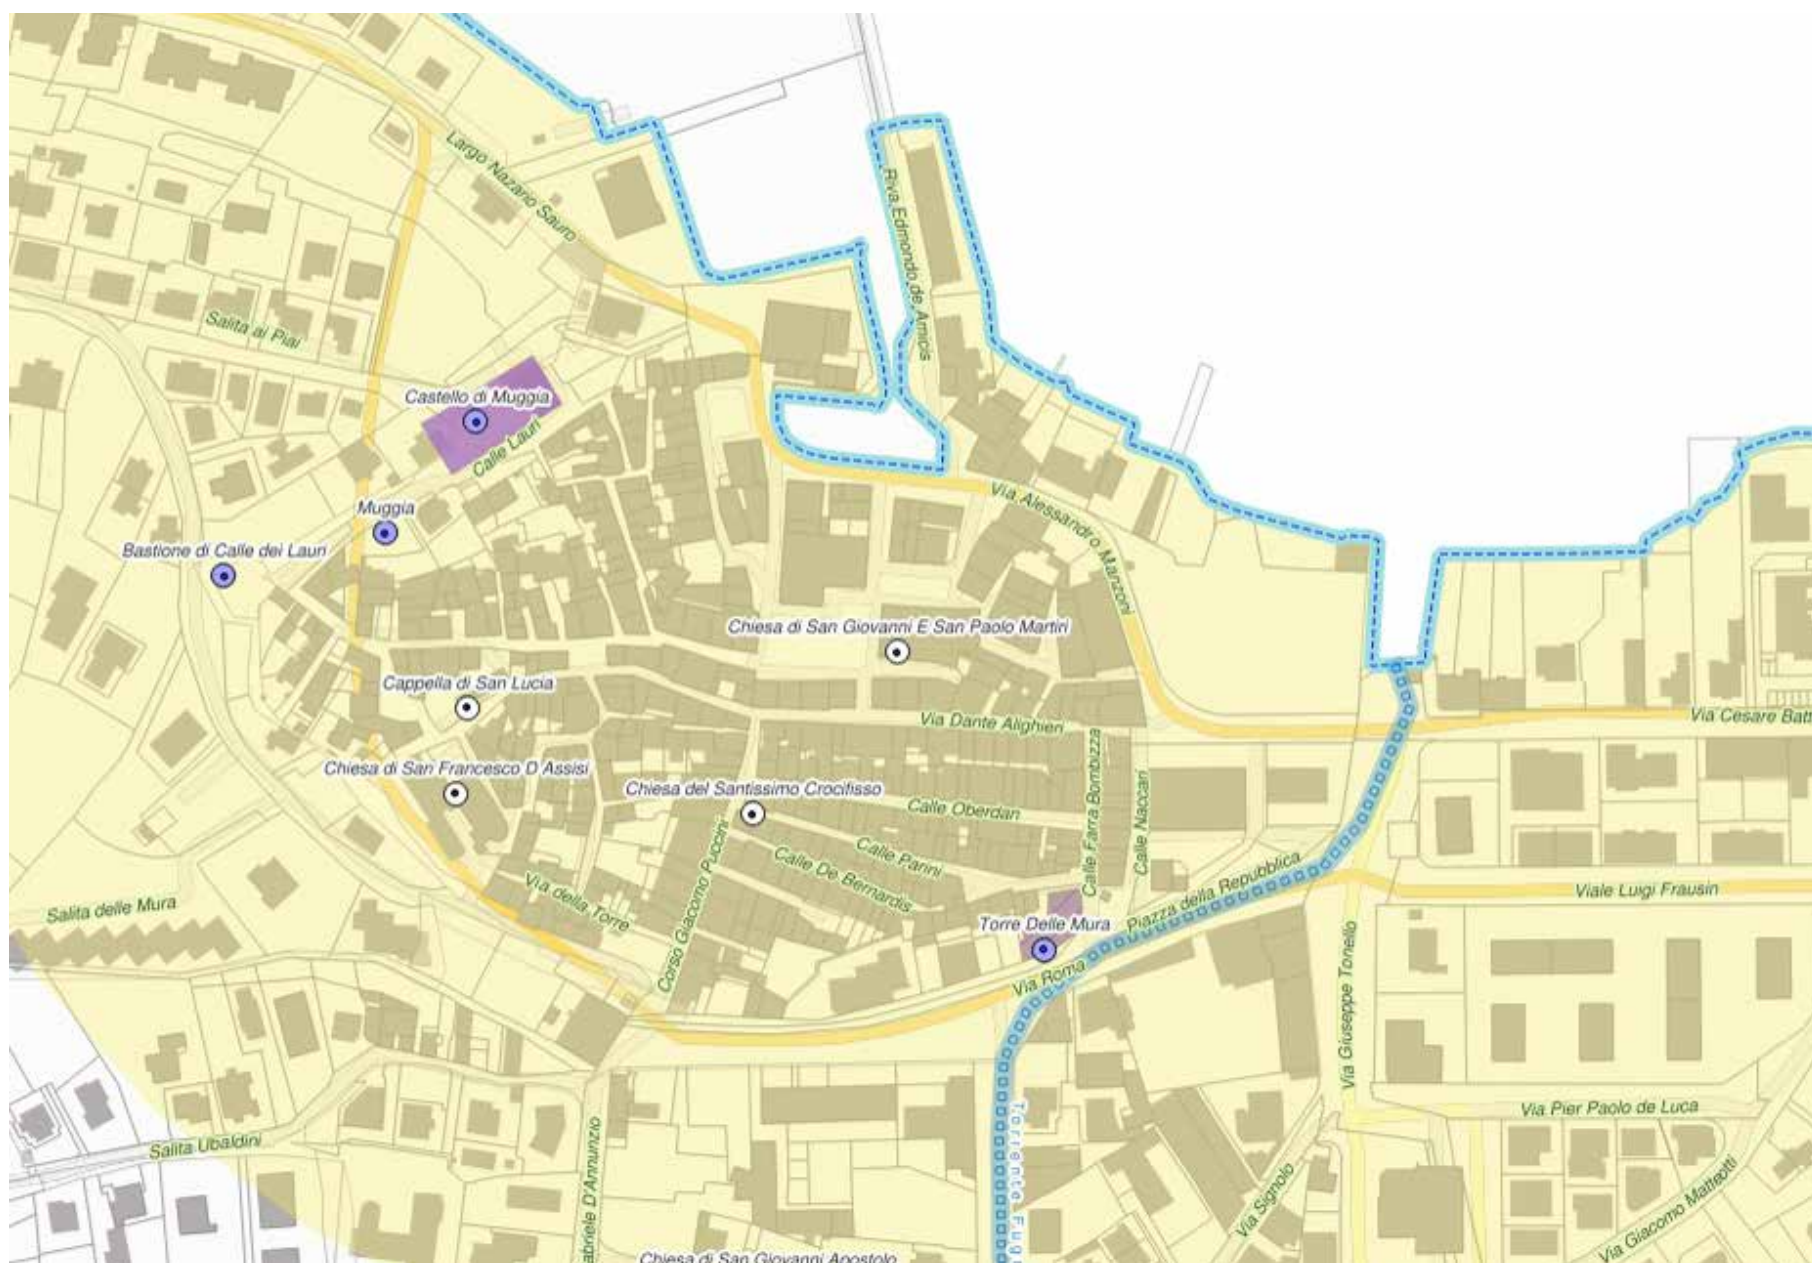 Largo Nazario Sauro
Riva Edmondo de Amicis
Salita ai Piai
Castello di Muggia
Calle Lauri
Muggia
Via Alessandro Manzoni
Bastione di Calle dei Lauri
Chiesa di San Giovanni E San Paolo Martiri
Cappella di San Lucia
Via Dante Alighieri
Via Cesare Batt
Chiesa di San Francesco D Assisi
Calle Farra Bombizza
Chiesa del Santissimo Crocifisso
Calle Oberdan
Calle Naccari
Corso Giacomo Puccini
Calle Parini
Calle De Bernardis
Via della Torre
Piazza della Repubblica
Viale Luigi Frausin
Salita delle Mura
Torre Delle Mura
Via Roma
Via Giuseppe Tonello
Via Pier Paolo de Luca
Salita Ubaldini
abriele D'Annunzio
Torrente Fug
Via Signolo
Via Giacomo Matteotti
Chiesa di San Giovanni Apostolo